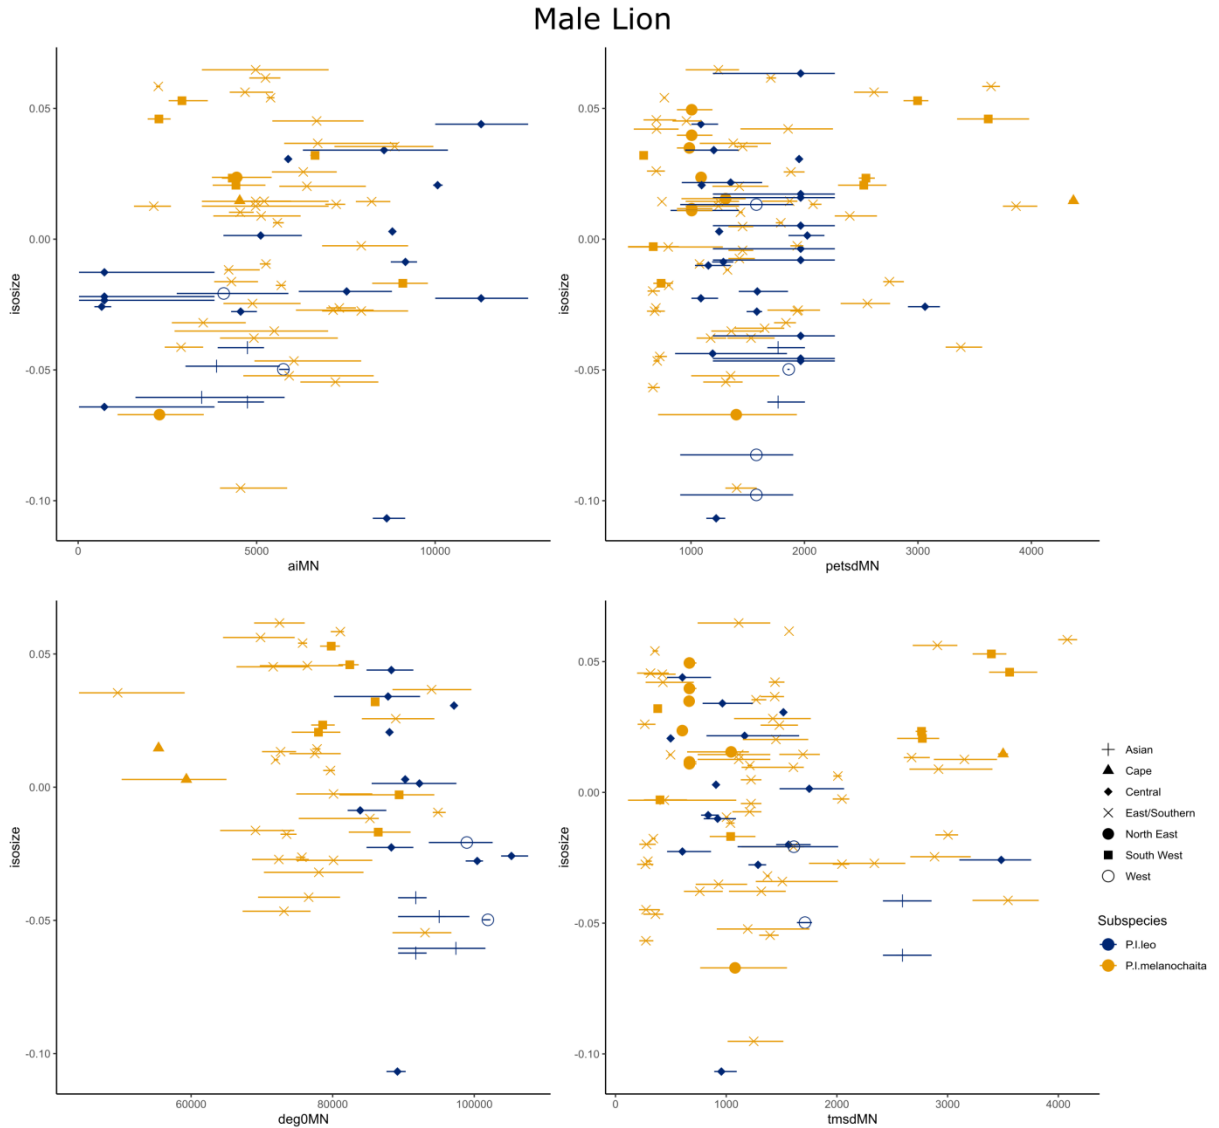 Male Lion
0.05
0.00
-0.05
-0.10
isosize
0 5000 10000
aiMN
0.05
0.00
-0.05
-0.10
isosize
1000 2000 3000 4000
petsdMN
0.05
0.00
-0.05
-0.10
isosize
60000 80000 100000
deg0MN
0.05
0.00
-0.05
-0.10
isosize
0 1000 2000 3000 4000
tmsdMN
Asian
Cape
Central
East/Southern
North East
South West
West
Subspecies
P.l.leo
P.l.melanochaita